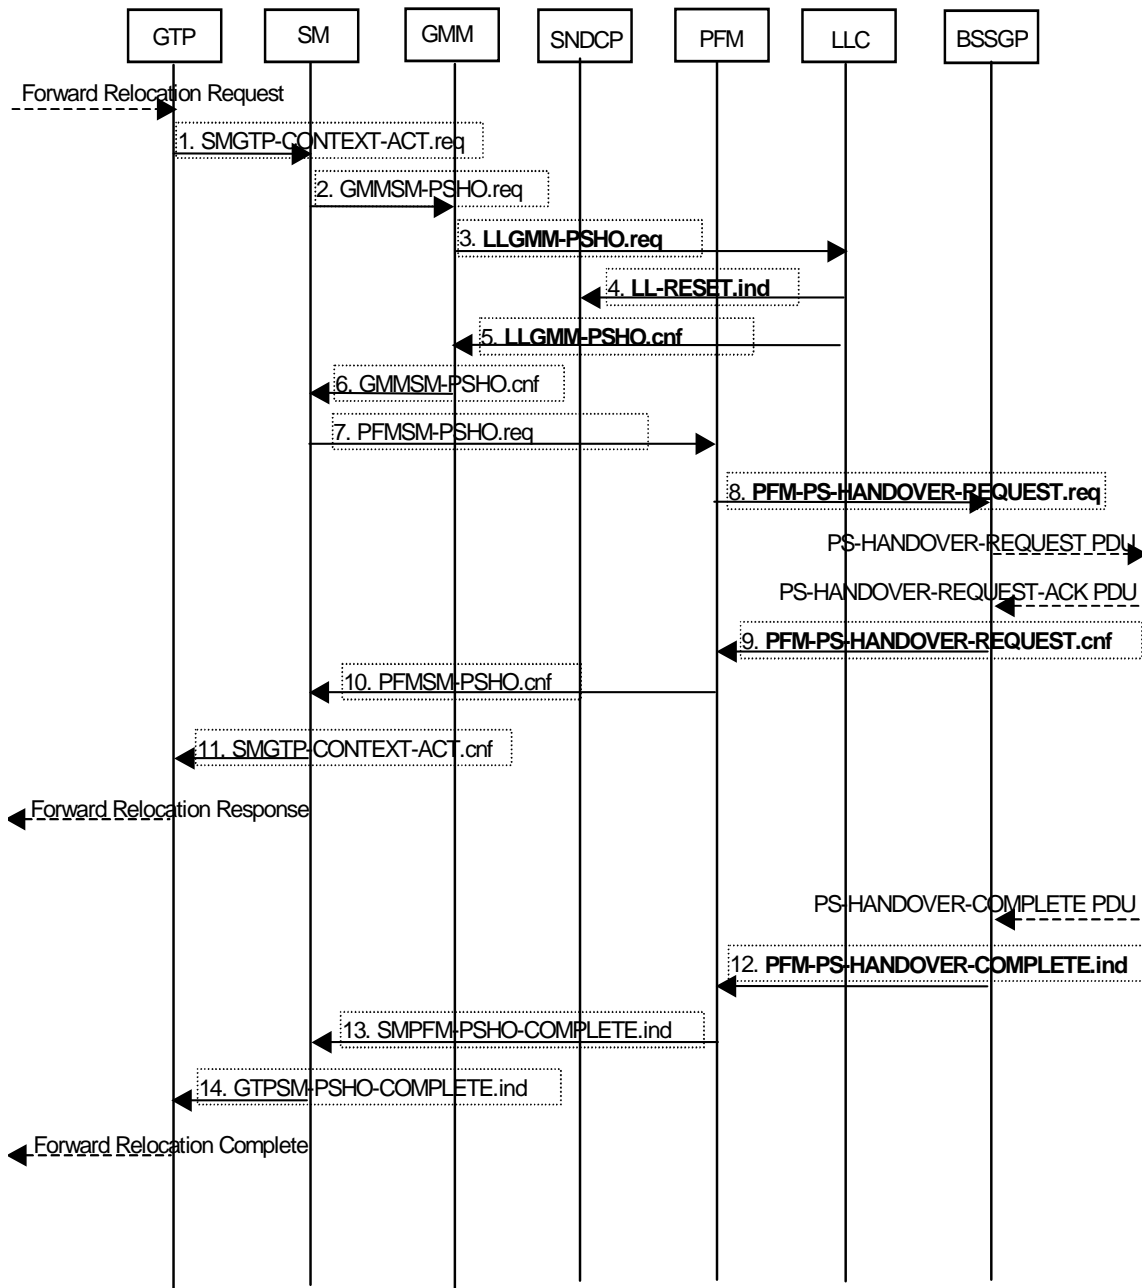 GTP
SM
GMM
SNDCP
PFM
LLC
BSSGP
Forward Relocation Request
1. SMGTP-CONTEXT-ACT.req
2. GMMSM-PSHO.req
3. LLGMM-PSHO.req
4. LL-RESET.ind
5. LLGMM-PSHO.cnf
6. GMMSM-PSHO.cnf
7. PFMSM-PSHO.req
8. PFM-PS-HANDOVER-REQUEST.req
PS-HANDOVER-REQUEST PDU
PS-HANDOVER-REQUEST-ACK PDU
9. PFM-PS-HANDOVER-REQUEST.cnf
10. PFMSM-PSHO.cnf
11. SMGTP-CONTEXT-ACT.cnf
Forward Relocation Response
PS-HANDOVER-COMPLETE PDU
12. PFM-PS-HANDOVER-COMPLETE.ind
13. SMPFM-PSHO-COMPLETE.ind
14. GTPSM-PSHO-COMPLETE.ind
Forward Relocation Complete